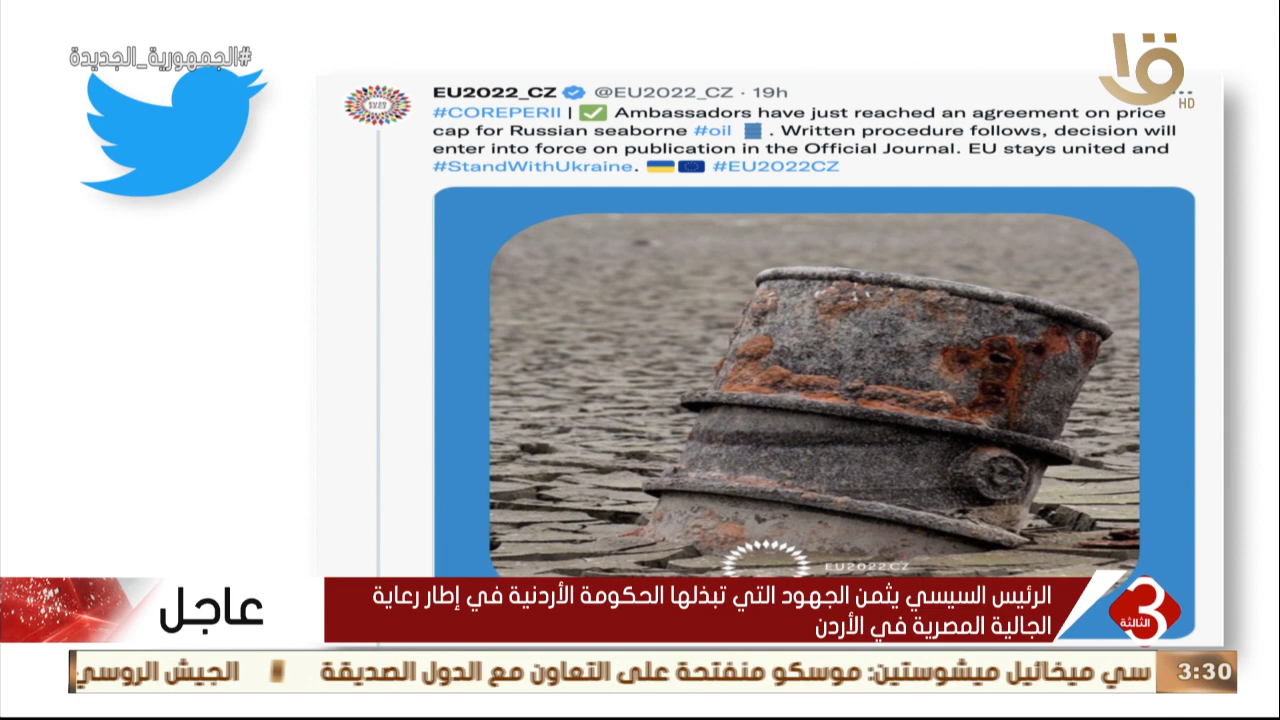 #الجمهورية_الجديدة
١٩
HD
EU2022_CZ @EU2022_CZ · 19h
#COREPERII | ✅ Ambassadors have just reached an agreement on price
cap for Russian seaborne #oil 🛢 . Written procedure follows, decision will
enter into force on publication in the Official Journal. EU stays united and
#StandWithUkraine. 🇺🇦🇪🇺 #EU2022CZ
EU2022.CZ
عاجل
الرئيس السيسي يثمن الجهود التي تبذلها الحكومة الأردنية في إطار رعاية
الجالية المصرية في الأردن
3
الثالثة
3:30
سي ميخائيل ميشوستين: موسكو منفتحة على التعاون مع الدول الصديقة
الجيش الروسي